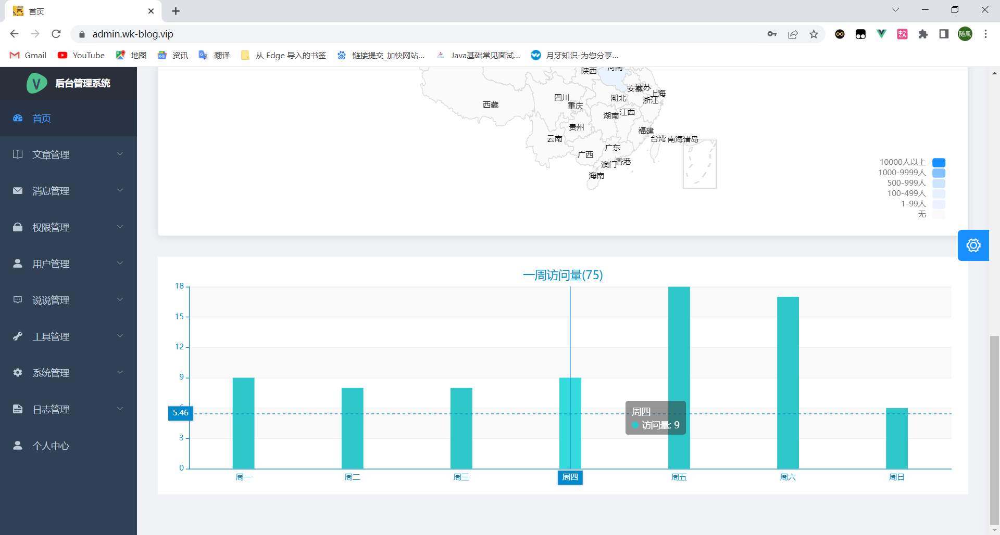 首页
admin.wk-blog.vip
随風
Gmail
YouTube
地图
资讯
翻译
从 Edge 导入的书签
链接提交_加快网站...
Java基础常见面试...
月牙知识-为您分享...
V
后台管理系统
首页
文章管理
消息管理
权限管理
用户管理
说说管理
工具管理
系统管理
日志管理
个人中心
陕西
河南
安徽
江苏
上海
西藏
四川
重庆
湖北
浙江
湖南
江西
贵州
福建
云南
台湾
南海诸岛
广东
广西
澳门
香港
海南
10000人以上
1000-9999人
500-999人
100-499人
1-99人
无
一周访问量(75)
18
15
12
9
6
5.46
3
0
周四
访问量: 9
周一
周二
周三
周四
周五
周六
周日